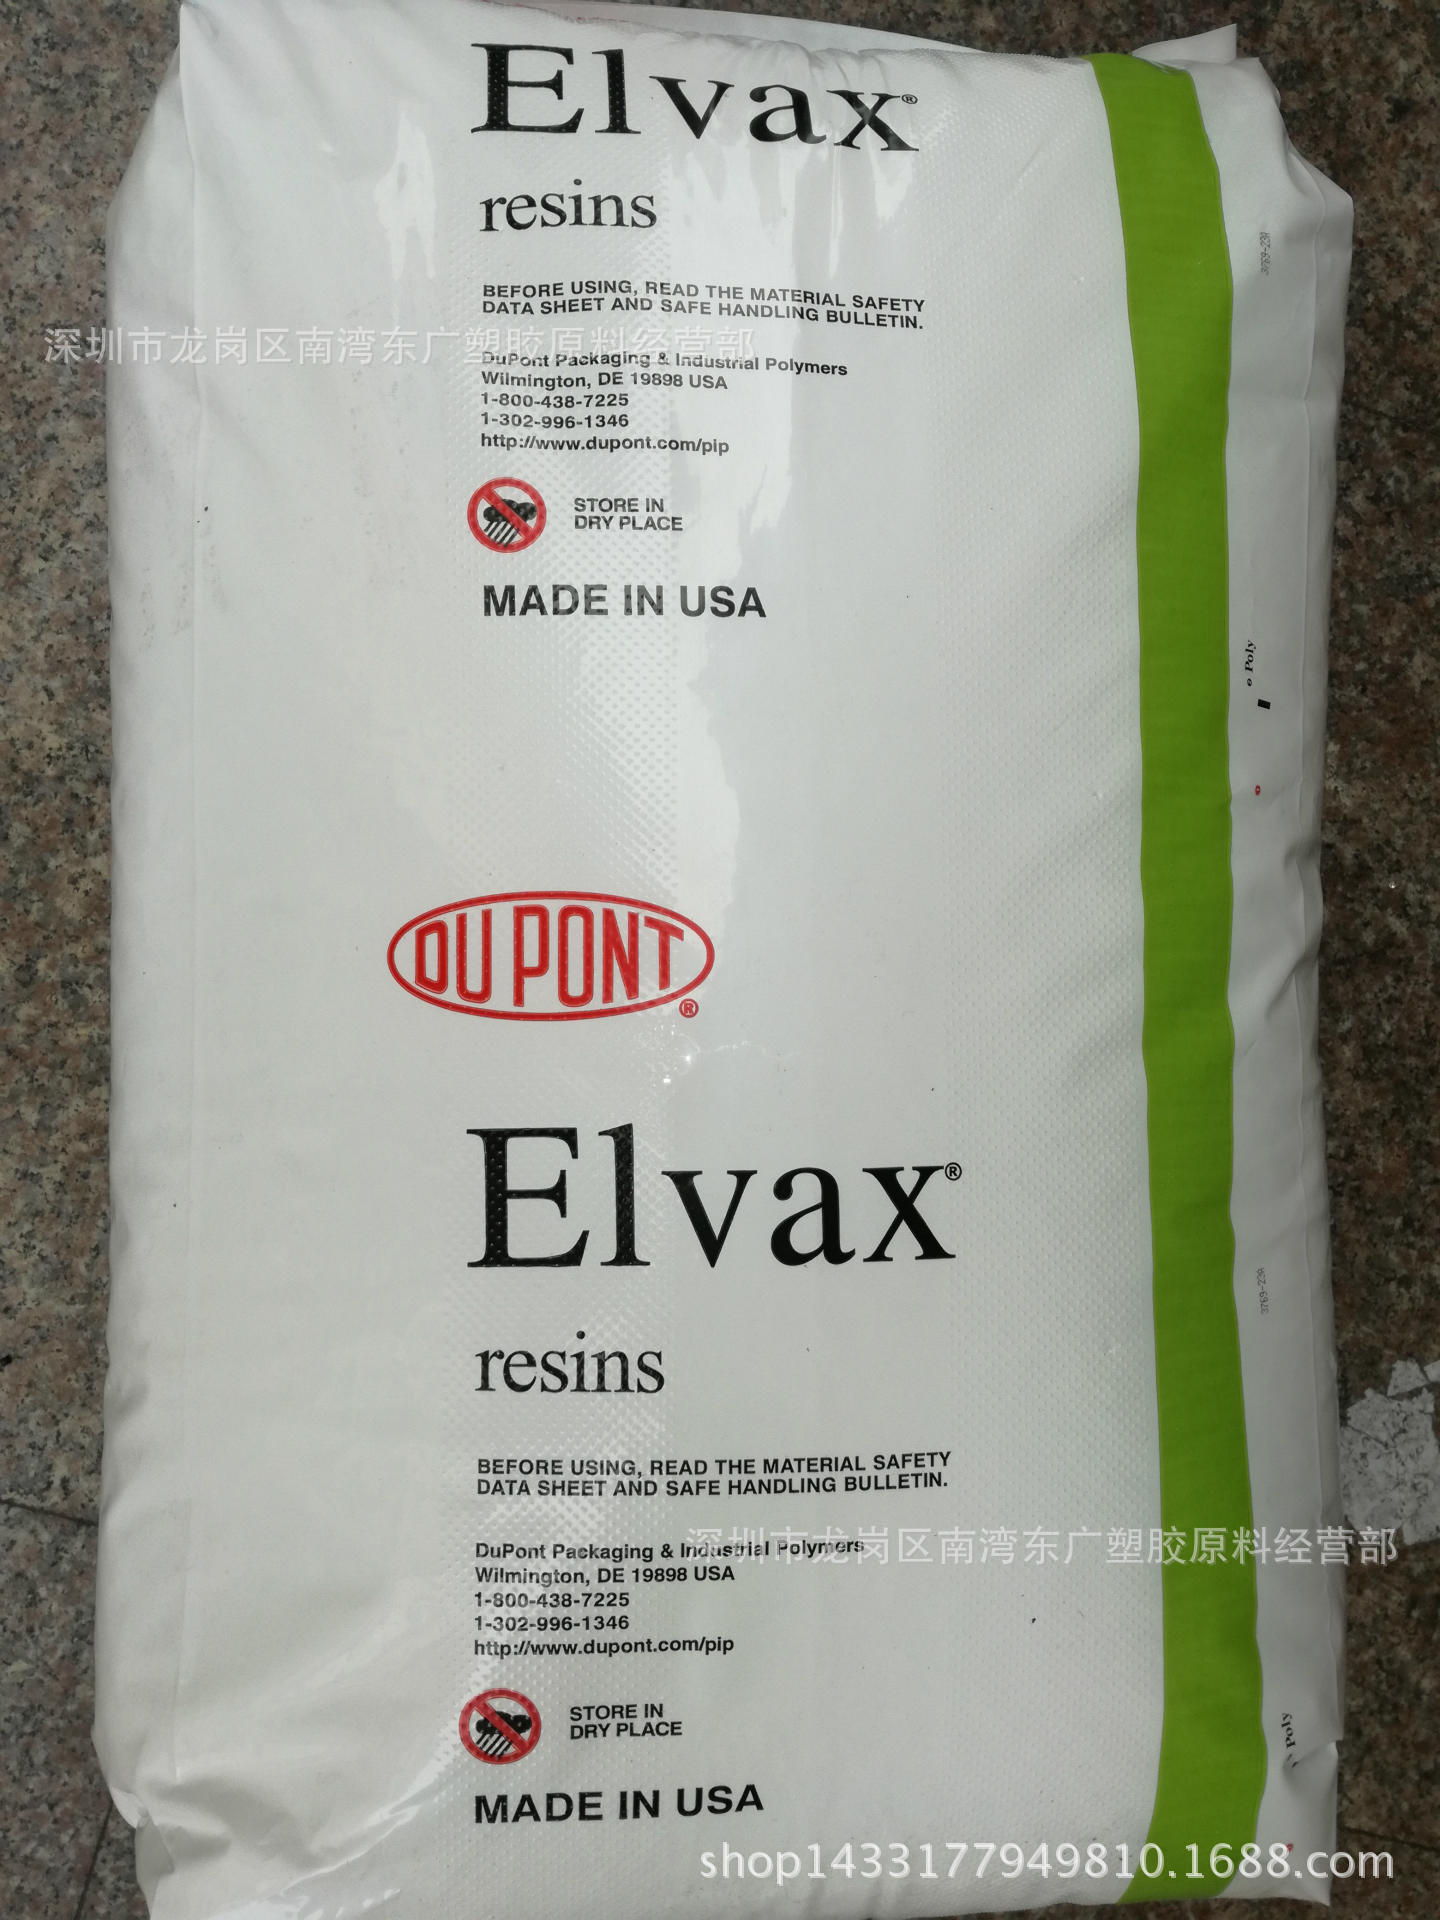 Elvax®
resins
BEFORE USING, READ THE MATERIAL SAFETY
DATA SHEET AND SAFE HANDLING BULLETIN.
深圳市龙岗区南湾东广塑胶原料经营部
DuPont Packaging & Industrial Polymers
Wilmington, DE 19898 USA
1-800-438-7225
1-302-996-1346
http://www.dupont.com/pip
STORE IN
DRY PLACE
MADE IN USA
Poly
DU PONT®
Elvax®
resins
3769-23A
BEFORE USING, READ THE MATERIAL SAFETY
DATA SHEET AND SAFE HANDLING BULLETIN.
深圳市龙岗区南湾东广塑胶原料经营部
DuPont Packaging & Industrial Polymers
Wilmington, DE 19898 USA
1-800-438-7225
1-302-996-1346
http://www.dupont.com/pip
STORE IN
DRY PLACE
Poly
MADE IN USA
shop1433177949810.1688.com